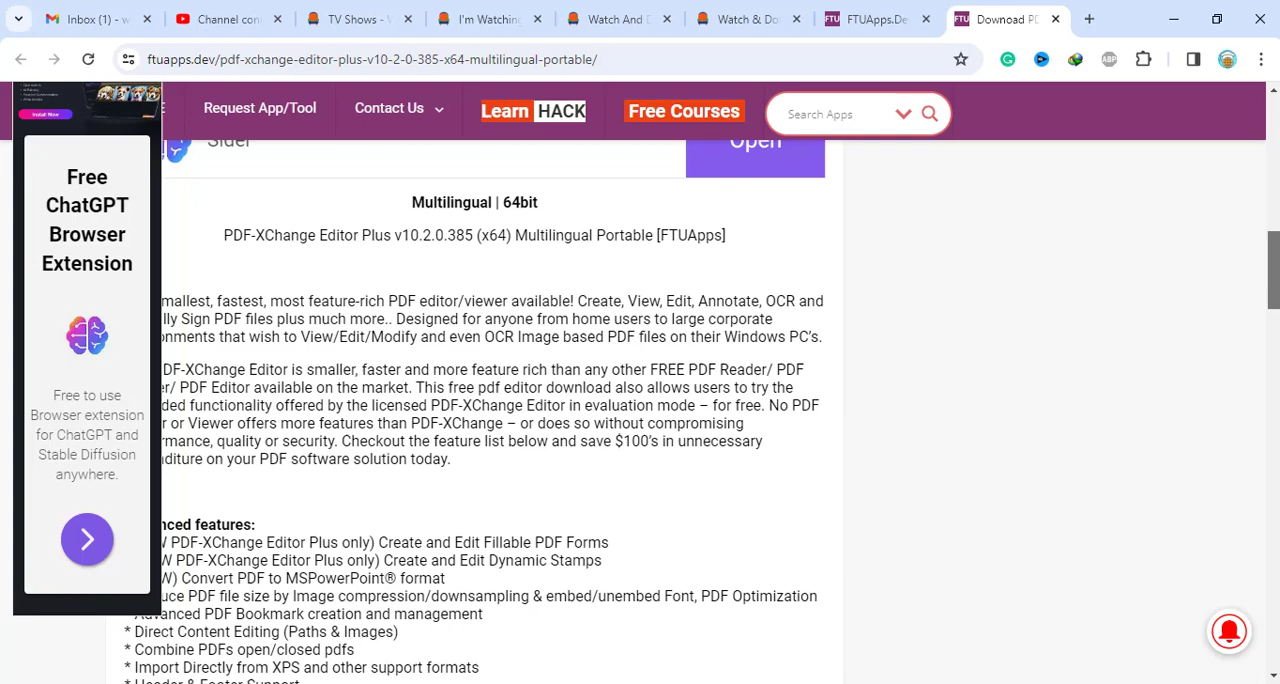 Inbox (1) - w
Channel con
TV Shows - V
I'm Watching
Watch And D
Watch & Do
FTU
FTUApps.De
FTU
Downoad PD
ftuapps.dev/pdf-xchange-editor-plus-v10-2-0-385-x64-multilingual-portable/
ABP
Request App/Tool
Contact Us
Learn HACK
Free Courses
Search Apps
Install Now
Sider
Open
Free
ChatGPT
Browser
Extension
Free to use
Browser extension
for ChatGPT and
Stable Diffusion
anywhere.
Multilingual | 64bit
PDF-XChange Editor Plus v10.2.0.385 (x64) Multilingual Portable [FTUApps]
mallest, fastest, most feature-rich PDF editor/viewer available! Create, View, Edit, Annotate, OCR and
lly Sign PDF files plus much more.. Designed for anyone from home users to large corporate
onments that wish to View/Edit/Modify and even OCR Image based PDF files on their Windows PC's.
DF-XChange Editor is smaller, faster and more feature rich than any other FREE PDF Reader/ PDF
er/ PDF Editor available on the market. This free pdf editor download also allows users to try the
ded functionality offered by the licensed PDF-XChange Editor in evaluation mode – for free. No PDF
r or Viewer offers more features than PDF-XChange – or does so without compromising
rmance, quality or security. Checkout the feature list below and save $100's in unnecessary
nditure on your PDF software solution today.
nced features:
W PDF-XChange Editor Plus only) Create and Edit Fillable PDF Forms
W PDF-XChange Editor Plus only) Create and Edit Dynamic Stamps
W) Convert PDF to MSPowerPoint® format
uce PDF file size by Image compression/downsampling & embed/unembed Font, PDF Optimization
Advanced PDF Bookmark creation and management
* Direct Content Editing (Paths & Images)
* Combine PDFs open/closed pdfs
* Import Directly from XPS and other support formats
* Header & Footer Support